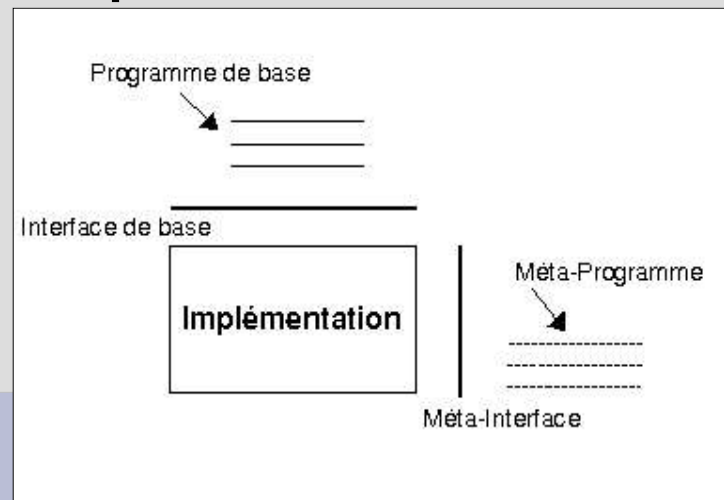 Programme de base
Interface de base
Implémentation
Méta-Programme
Méta-Interface